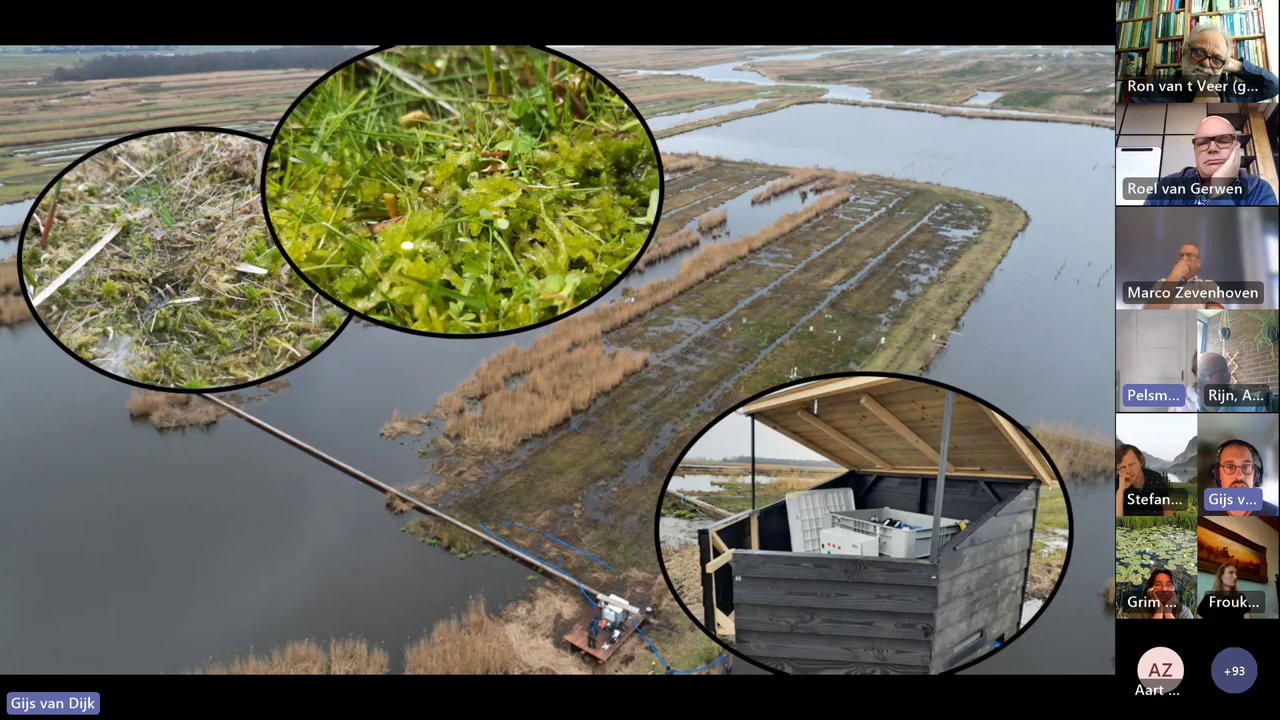 Ron van t Veer (g...
Roel van Gerwen
Marco Zevenhoven
Pelsm...
Rijn, A...
Stefan...
Gijs v...
Grim ...
Frouk...
AZ
Aart ...
+93
Gijs van Dijk